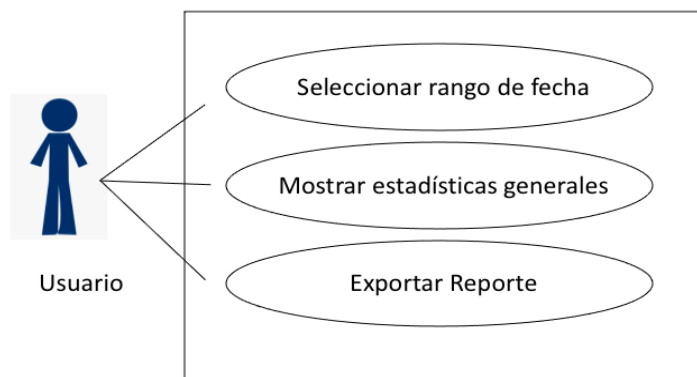 Seleccionar rango de fecha
Mostrar estadísticas generales
Usuario
Exportar Reporte